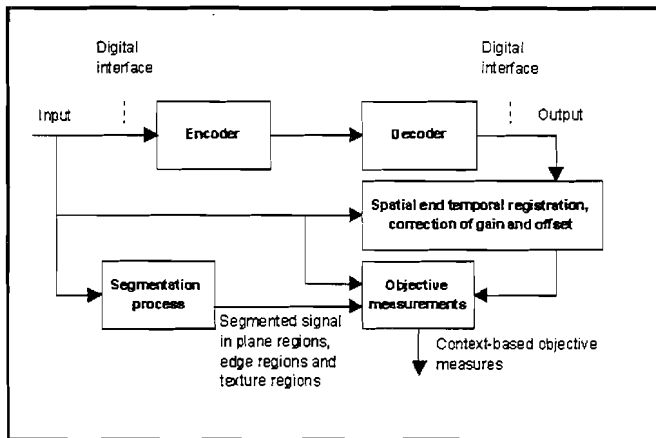 Digital
interface
Digital
interface
Input
Encoder
Decoder
Output
Spatial end temporal registration,
correction of gain and offset
Segmentation
process
Objective
measurements
Segmented signal
in plane regions,
edge regions and
texture regions
Context-based objective
measures